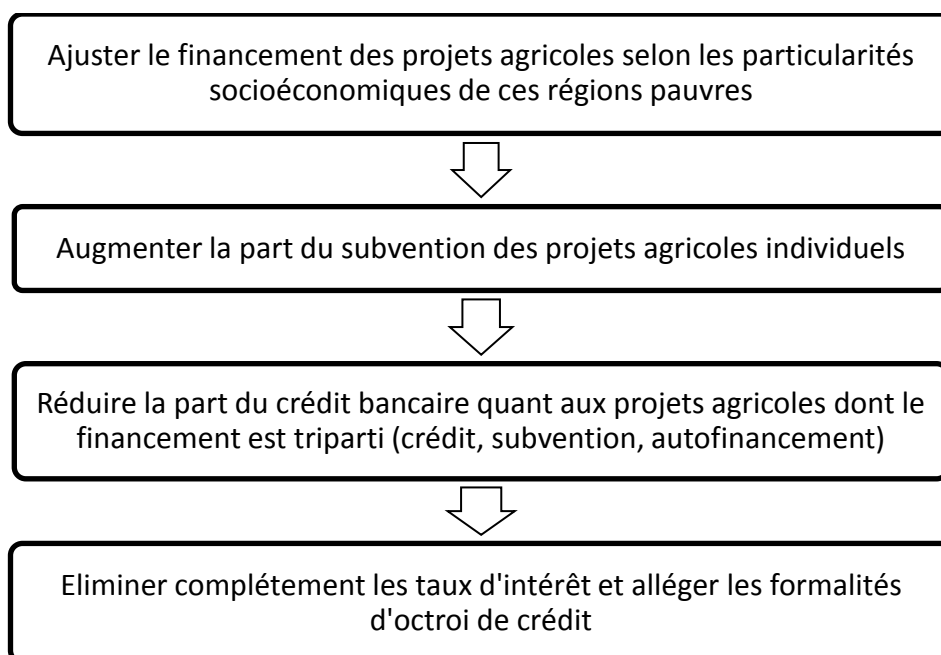 Ajuster le financement des projets agricoles selon les particularités
socioéconomiques de ces régions pauvres
Augmenter la part du subvention des projets agricoles individuels
Réduire la part du crédit bancaire quant aux projets agricoles dont le
financement est triparti (crédit, subvention, autofinancement)
Eliminer complétement les taux d'intérêt et alléger les formalités
d'octroi de crédit